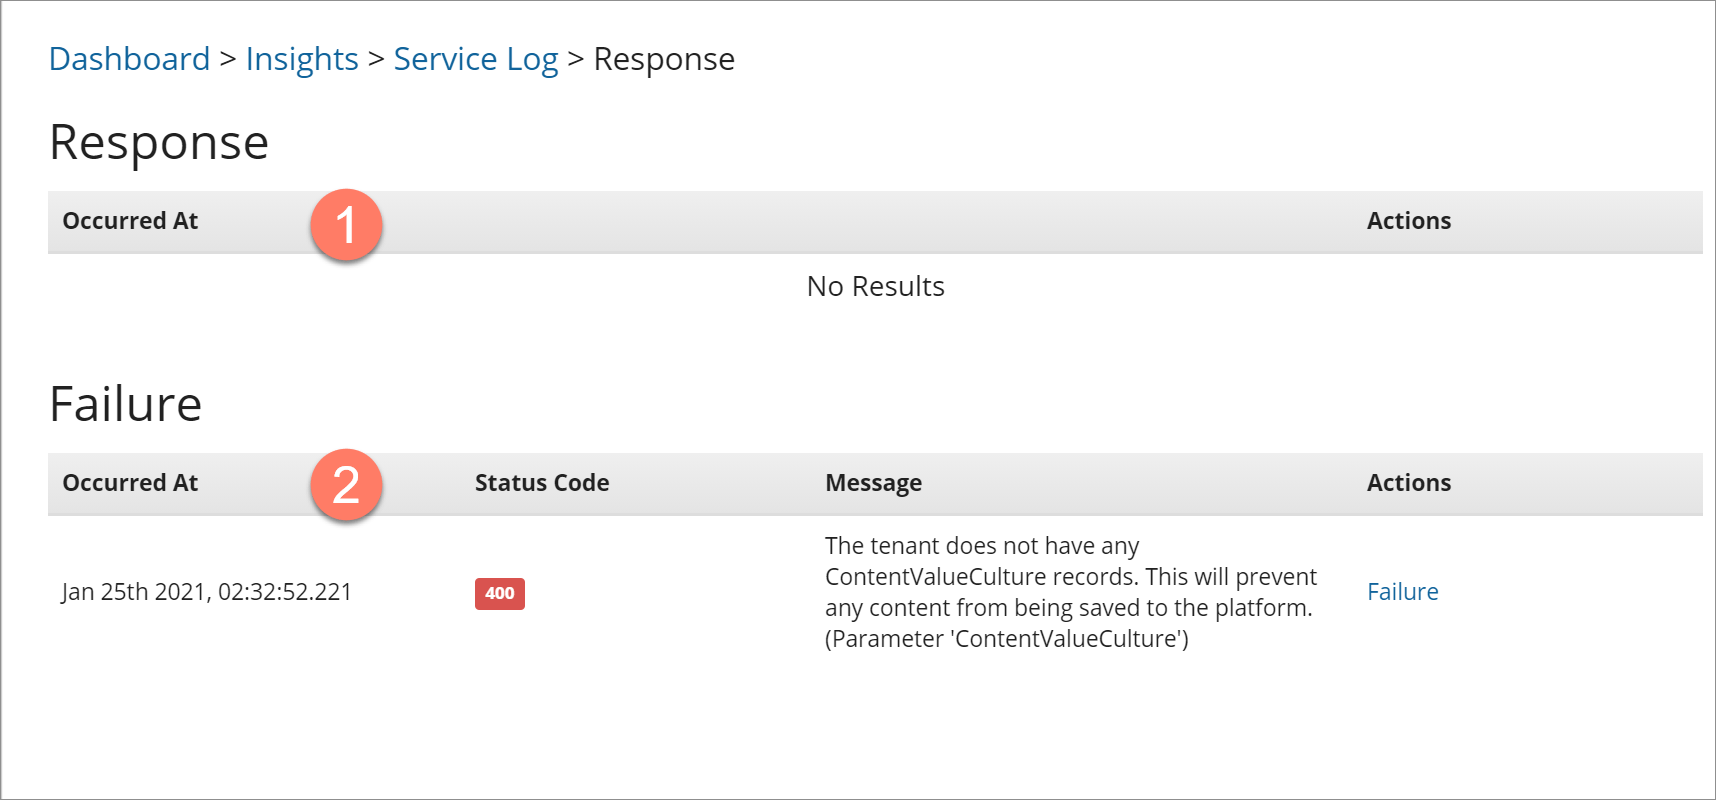 Dashboard > Insights > Service Log > Response
Response
Occurred At 1 Actions
No Results
Failure
Occurred At 2 Status Code Message Actions
The tenant does not have any
ContentValueCulture records. This will prevent
Jan 25th 2021, 02:32:52.221 400 Failure
any content from being saved to the platform.
(Parameter 'ContentValueCulture')